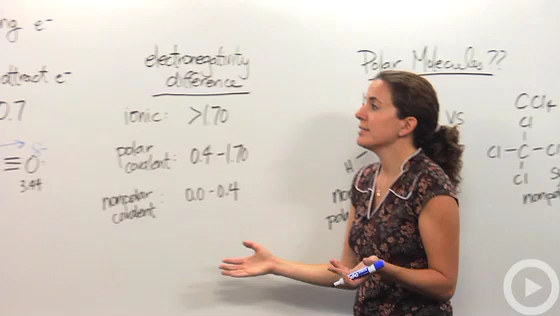 ng e-
attract e-
0.7
≡O:
3.44
electronegativity
difference
ionic: >1.70
polar
covalent: 0.4-1.70
nonpolar
covalent: 0.0-0.4
Polar Molecules??
H
VS
CCl4
Cl
Cl-C-Cl
Cl